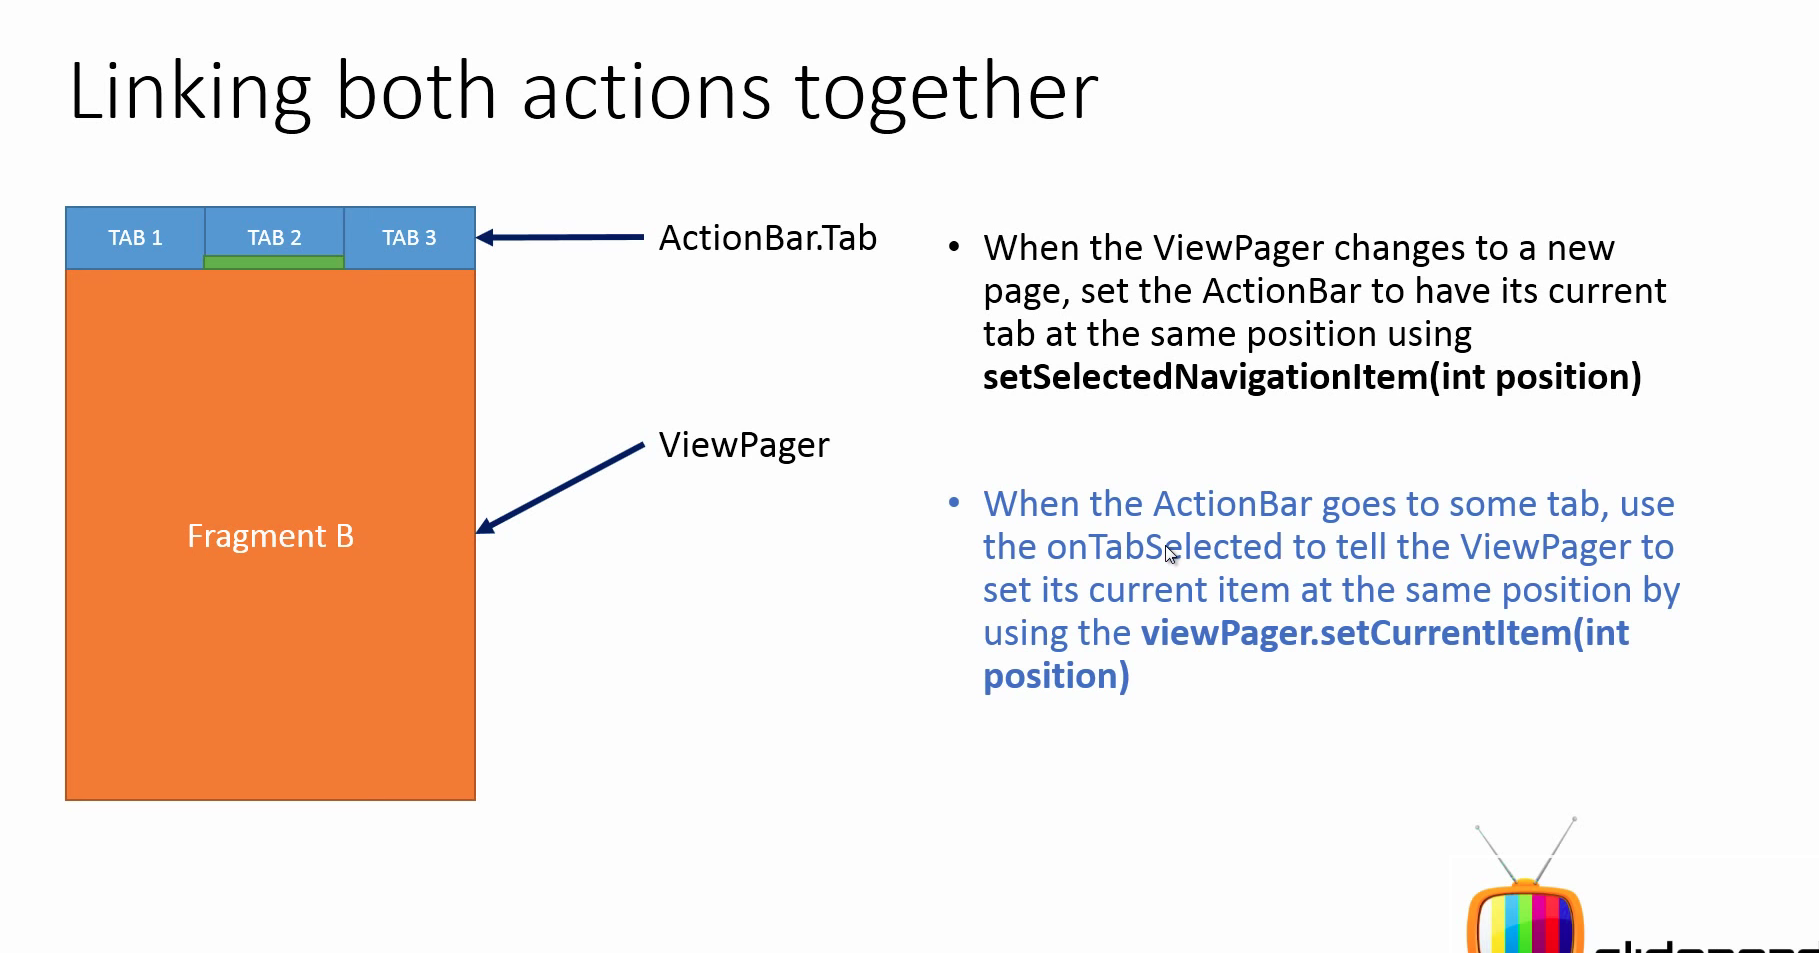 Linking both actions together
TAB 1
TAB 2
TAB 3
Fragment B
ActionBar.Tab
ViewPager
• When the ViewPager changes to a new
page, set the ActionBar to have its current
tab at the same position using
setSelectedNavigationItem(int position)
• When the ActionBar goes to some tab, use
the onTabSelected to tell the ViewPager to
set its current item at the same position by
using the viewPager.setCurrentItem(int
position)